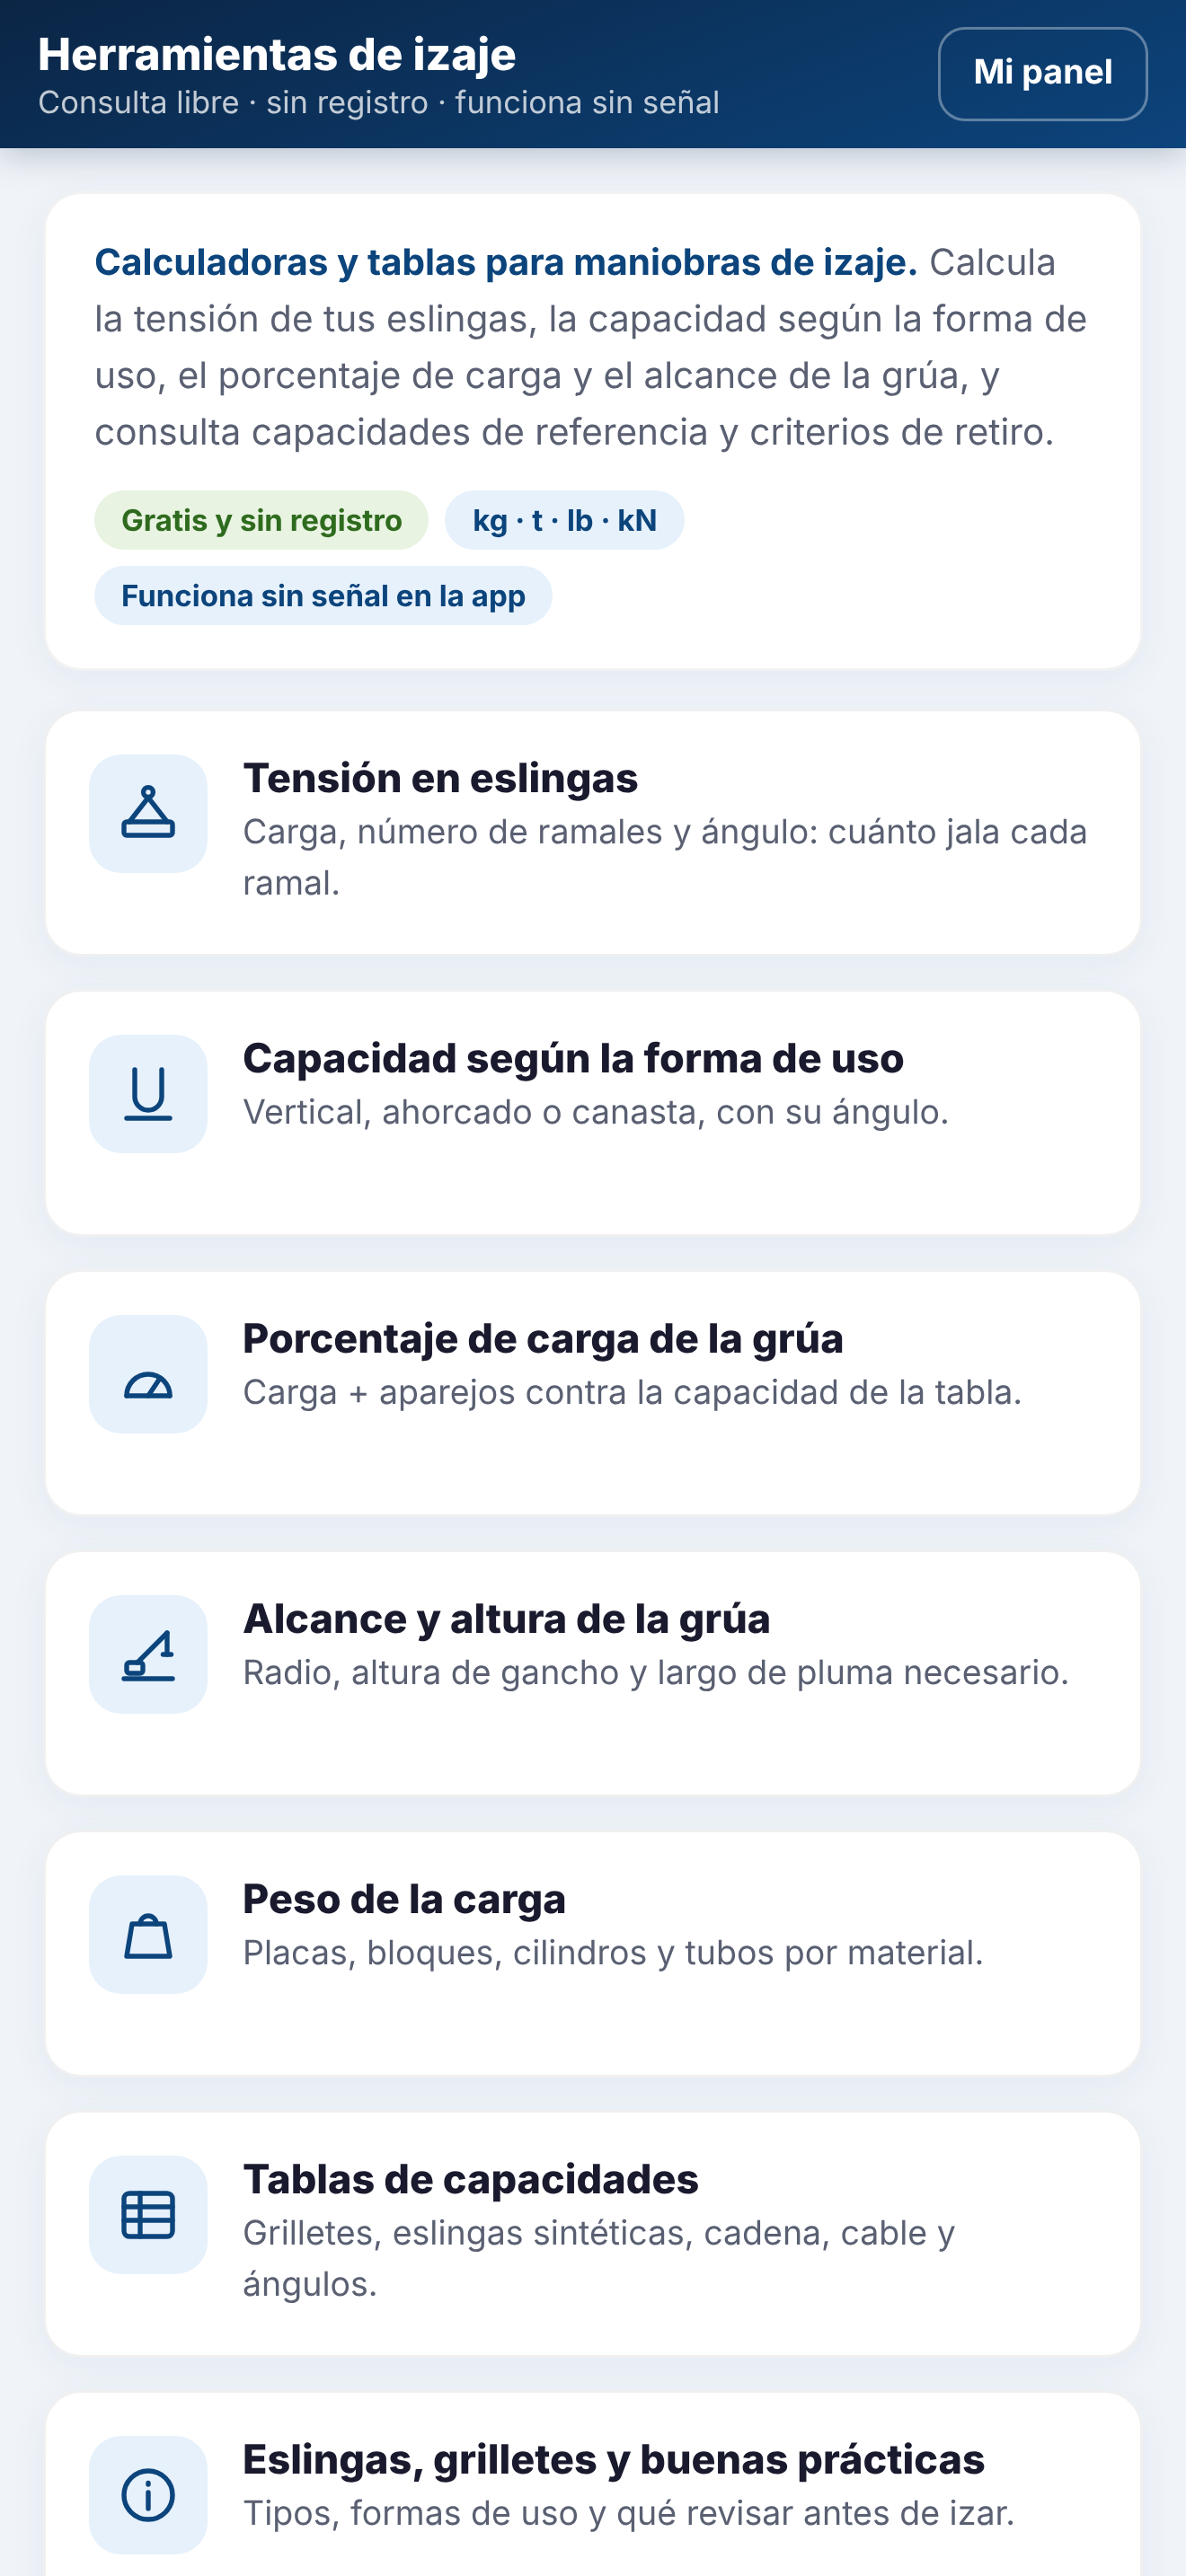 Herramientas de izaje
Consulta libre · sin registro · funciona sin señal
Mi panel
Calculadoras y tablas para maniobras de izaje. Calcula
la tensión de tus eslingas, la capacidad según la forma de
uso, el porcentaje de carga y el alcance de la grúa, y
consulta capacidades de referencia y criterios de retiro.
Gratis y sin registro
kg · t · lb · kN
Funciona sin señal en la app
Tensión en eslingas
Carga, número de ramales y ángulo: cuánto jala cada
ramal.
Capacidad según la forma de uso
Vertical, ahorcado o canasta, con su ángulo.
Porcentaje de carga de la grúa
Carga + aparejos contra la capacidad de la tabla.
Alcance y altura de la grúa
Radio, altura de gancho y largo de pluma necesario.
Peso de la carga
Placas, bloques, cilindros y tubos por material.
Tablas de capacidades
Grilletes, eslingas sintéticas, cadena, cable y
ángulos.
Eslingas, grilletes y buenas prácticas
Tipos, formas de uso y qué revisar antes de izar.